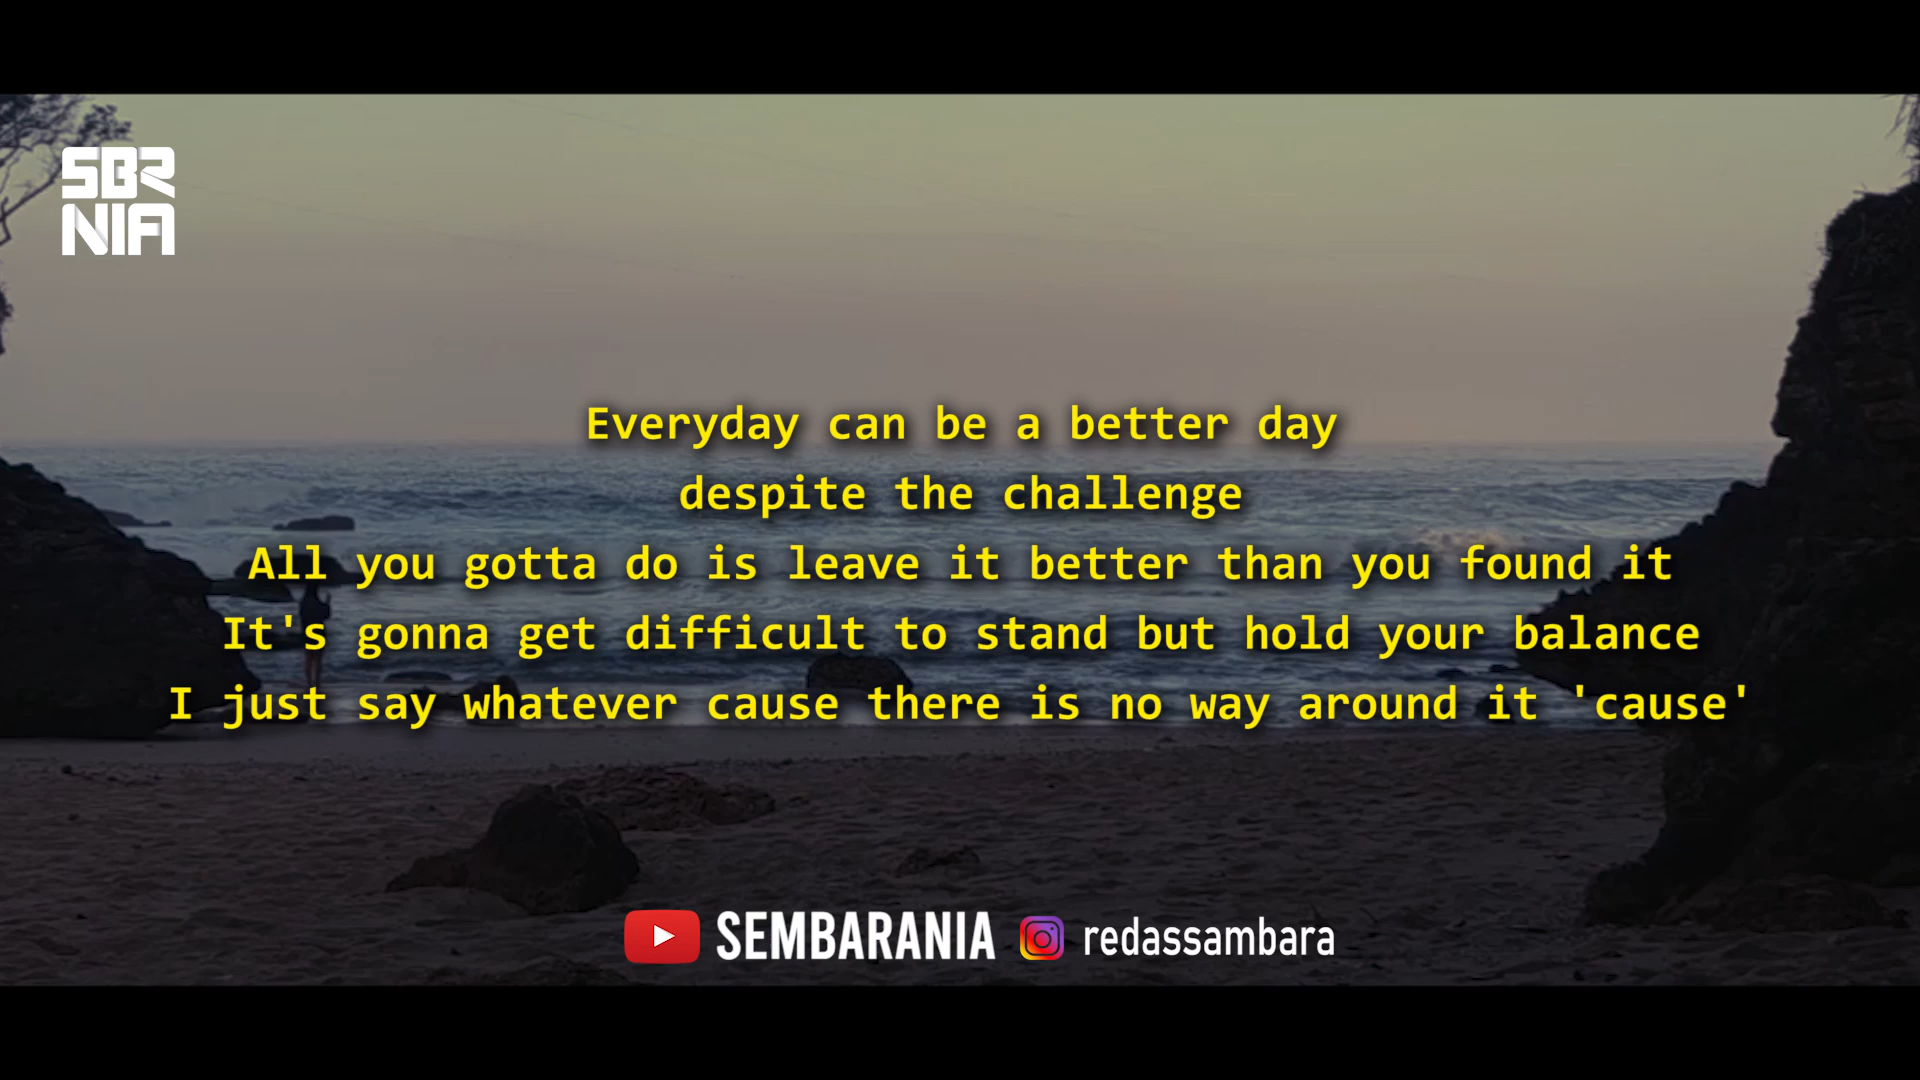 SBR
NIA
Everyday can be a better day
despite the challenge
All you gotta do is leave it better than you found it
It's gonna get difficult to stand but hold your balance
I just say whatever cause there is no way around it 'cause'
SEMBARANIA redassambara